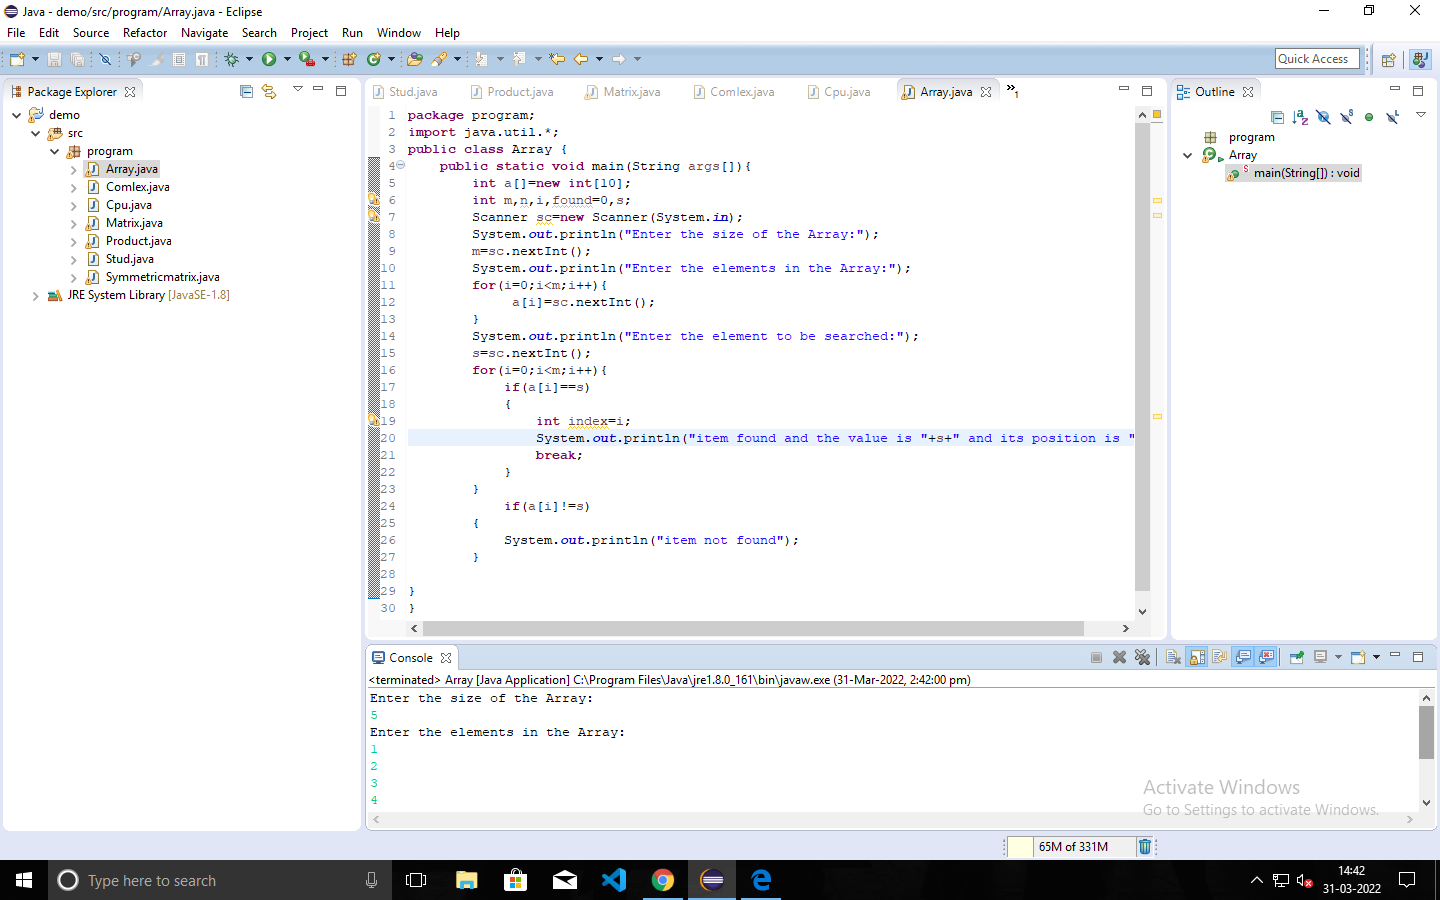 Java - demo/src/program/Array.java - Eclipse
File Edit Source Refactor Navigate Search Project Run Window Help
Quick Access
Package Explorer
demo
src
program
Array.java
Comlex.java
Cpu.java
Matrix.java
Product.java
Stud.java
Symmetricmatrix.java
JRE System Library [JavaSE-1.8]
Stud.java Product.java Matrix.java Comlex.java Cpu.java Array.java »1
1 package program;
2 import java.util.*;
3 public class Array {
4 public static void main(String args[]){
5 int a[]=new int[10];
6 int m,n,i,found=0,s;
7 Scanner sc=new Scanner(System.in);
8 System.out.println("Enter the size of the Array:");
9 m=sc.nextInt();
10 System.out.println("Enter the elements in the Array:");
11 for(i=0;i<m;i++){
12 a[i]=sc.nextInt();
13 }
14 System.out.println("Enter the element to be searched:");
15 s=sc.nextInt();
16 for(i=0;i<m;i++){
17 if(a[i]==s)
18 {
19 int index=i;
20 System.out.println("item found and the value is "+s+" and its position is "
21 break;
22 }
23 }
24 if(a[i]!=s)
25 {
26 System.out.println("item not found");
27 }
28
29 }
30 }
Outline
program
Array
main(String[]) : void
Console
<terminated> Array [Java Application] C:\Program Files\Java\jre1.8.0_161\bin\javaw.exe (31-Mar-2022, 2:42:00 pm)
Enter the size of the Array:
5
Enter the elements in the Array:
1
2
3
4
Activate Windows
Go to Settings to activate Windows.
65M of 331M
Type here to search
14:42
31-03-2022